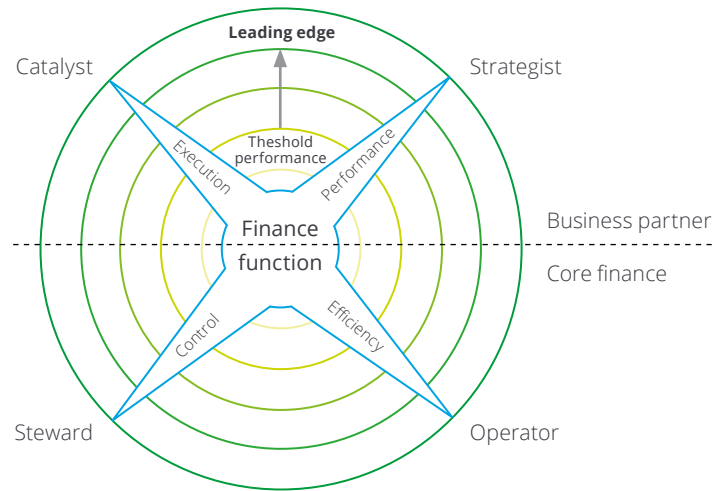 Leading edge
Catalyst
Strategist
Theshold
performance
Execution
Performance
Finance
function
Business partner
Core finance
Control
Efficiency
Steward
Operator